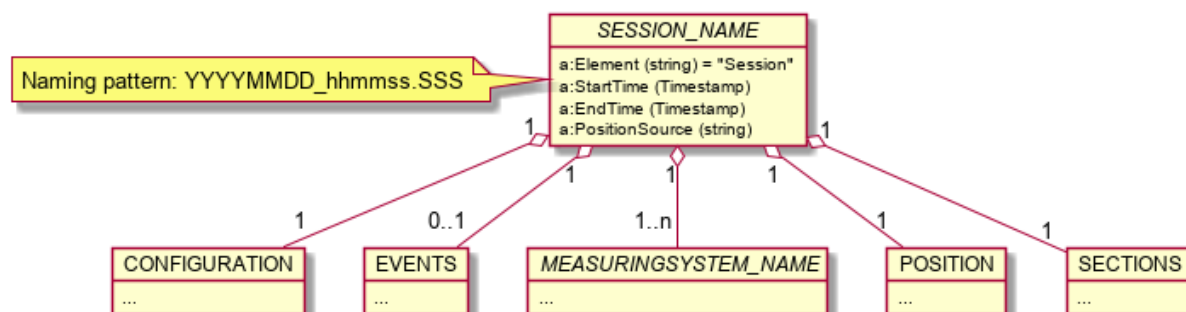 SESSION_NAME
Naming pattern: YYYYMMDD_hhmmss.SSS
a:Element (string) = "Session"
a:StartTime (Timestamp)
a:EndTime (Timestamp)
a:PositionSource (string)
1
1
1
1
1
1
0..1
1..n
1
1
CONFIGURATION
...
EVENTS
...
MEASURINGSYSTEM_NAME
...
POSITION
...
SECTIONS
...